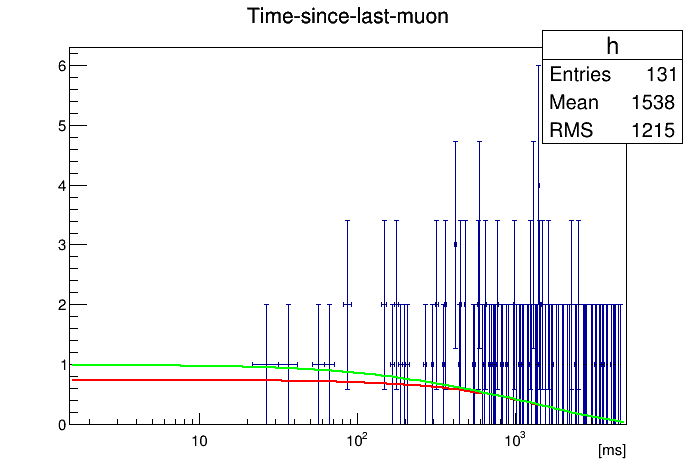 Time-since-last-muon
h
Entries 131
Mean 1538
RMS 1215
6
5
4
3
2
1
0
10
10²
10³
[ms]